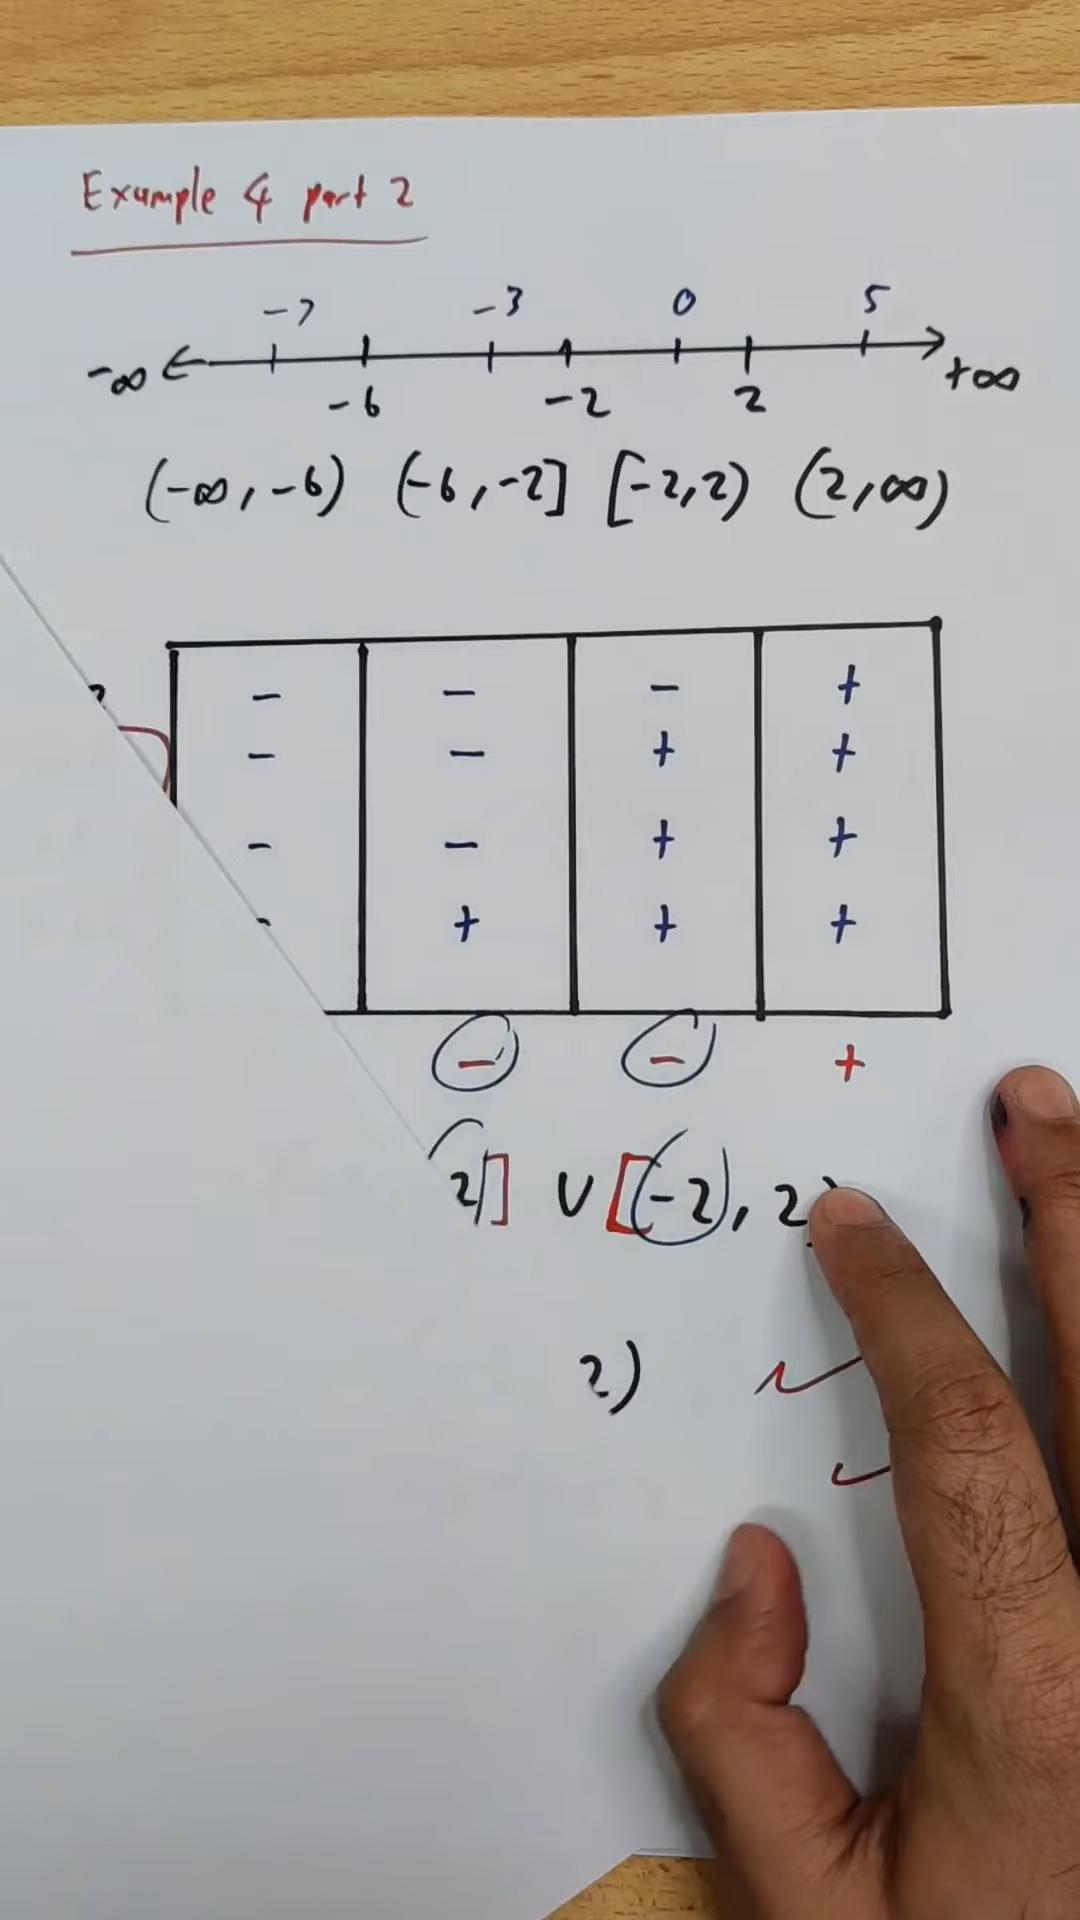 Example 4 part 2
-7 -3 0 5
-∞ +∞
-6 -2 2
(-∞, -6) (-6, -2] [-2, 2) (2, ∞)
- - - +
- - + +
- - + +
- + + +
- - +
2] ∪ [-2), 2
2)